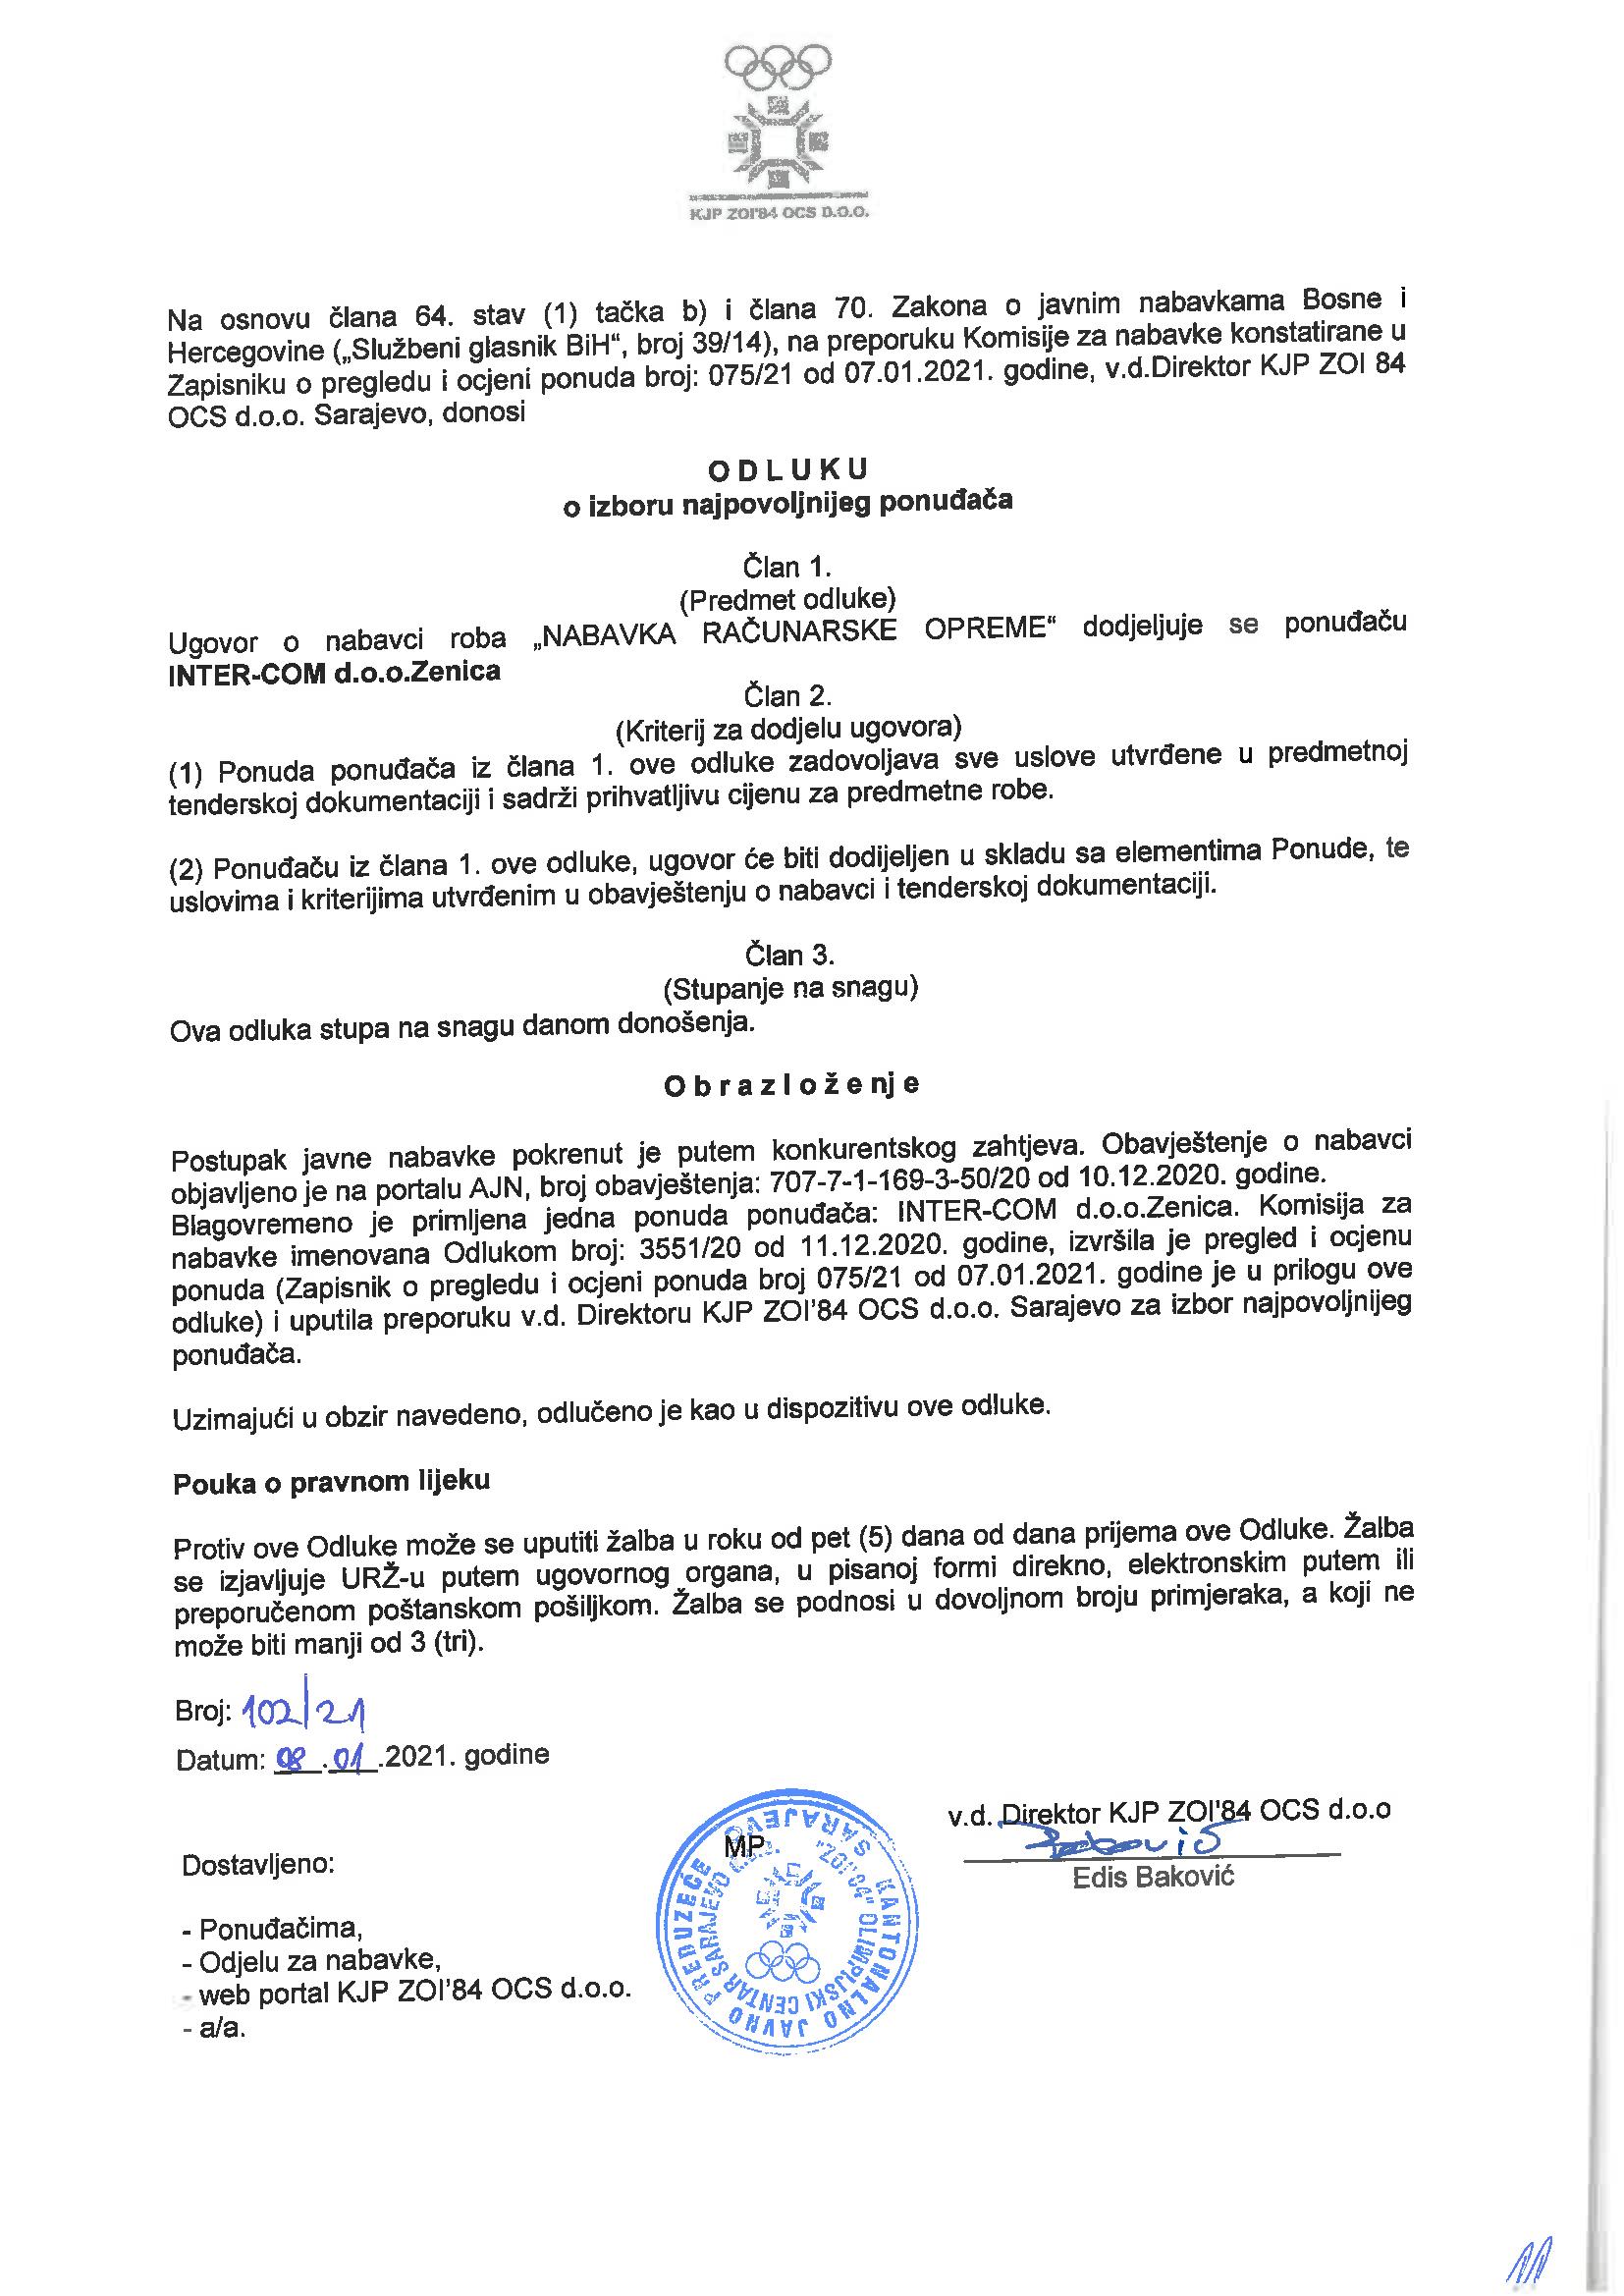 KJP ZOI'84 OCS D.O.O.
Na osnovu člana 64. stav (1) tačka b) i člana 70. Zakona o javnim nabavkama Bosne i
Hercegovine („Službeni glasnik BiH“, broj 39/14), na preporuku Komisije za nabavke konstatirane u
Zapisniku o pregledu i ocjeni ponuda broj: 075/21 od 07.01.2021. godine, v.d.Direktor KJP ZOI 84
OCS d.o.o. Sarajevo, donosi
O D L U K U
o izboru najpovoljnijeg ponuđača
Član 1.
(Predmet odluke)
Ugovor o nabavci roba „NABAVKA RAČUNARSKE OPREME“ dodjeljuje se ponuđaču
INTER-COM d.o.o.Zenica
Član 2.
(Kriterij za dodjelu ugovora)
(1) Ponuda ponuđača iz člana 1. ove odluke zadovoljava sve uslove utvrđene u predmetnoj
tenderskoj dokumentaciji i sadrži prihvatljivu cijenu za predmetne robe.
(2) Ponuđaču iz člana 1. ove odluke, ugovor će biti dodijeljen u skladu sa elementima Ponude, te
uslovima i kriterijima utvrđenim u obavještenju o nabavci i tenderskoj dokumentaciji.
Član 3.
(Stupanje na snagu)
Ova odluka stupa na snagu danom donošenja.
O b r a z l o ž e nj e
Postupak javne nabavke pokrenut je putem konkurentskog zahtjeva. Obavještenje o nabavci
objavljeno je na portalu AJN, broj obavještenja: 707-7-1-169-3-50/20 od 10.12.2020. godine.
Blagovremeno je primljena jedna ponuda ponuđača: INTER-COM d.o.o.Zenica. Komisija za
nabavke imenovana Odlukom broj: 3551/20 od 11.12.2020. godine, izvršila je pregled i ocjenu
ponuda (Zapisnik o pregledu i ocjeni ponuda broj 075/21 od 07.01.2021. godine je u prilogu ove
odluke) i uputila preporuku v.d. Direktoru KJP ZOI'84 OCS d.o.o. Sarajevo za izbor najpovoljnijeg
ponuđača.
Uzimajući u obzir navedeno, odlučeno je kao u dispozitivu ove odluke.
Pouka o pravnom lijeku
Protiv ove Odluke može se uputiti žalba u roku od pet (5) dana od dana prijema ove Odluke. Žalba
se izjavljuje URŽ-u putem ugovornog organa, u pisanoj formi direkno, elektronskim putem ili
preporučenom poštanskom pošiljkom. Žalba se podnosi u dovoljnom broju primjeraka, a koji ne
može biti manji od 3 (tri).
Broj: 102/21
Datum: 08.01.2021. godine
v.d. Direktor KJP ZOI'84 OCS d.o.o
Edis Baković
MP
KANTONALNO JAVNO PREDUZEĆE SARAJEVO
"ZOI'84" OLIMPIJSKI CENTAR SARAJEVO
Dostavljeno:
- Ponuđačima,
- Odjelu za nabavke,
- web portal KJP ZOI'84 OCS d.o.o.
- a/a.